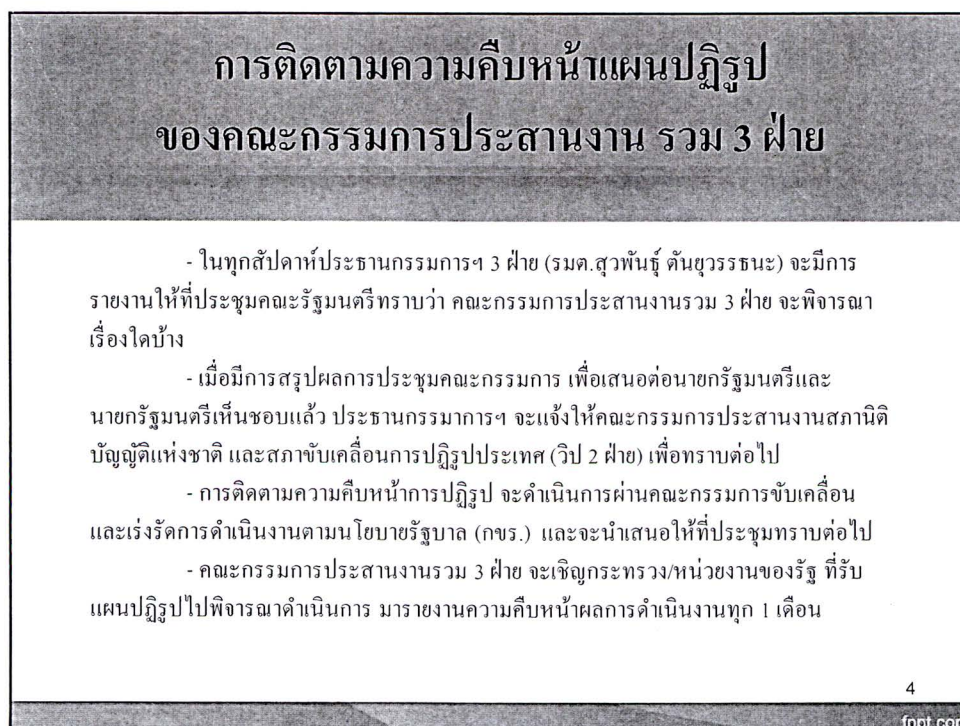 การติดตามความคืบหน้าแผนปฏิรูป
ของคณะกรรมการประสานงาน รวม 3 ฝ่าย
- ในทุกสัปดาห์ประธานกรรมการฯ 3 ฝ่าย (รมต.สุวพันธุ์ ตันยุวรรธนะ) จะมีการ
รายงานให้ที่ประชุมคณะรัฐมนตรีทราบว่า คณะกรรมการประสานงานรวม 3 ฝ่าย จะพิจารณา
เรื่องใดบ้าง
- เมื่อมีการสรุปผลการประชุมคณะกรรมการ เพื่อเสนอต่อนายกรัฐมนตรีและ
นายกรัฐมนตรีเห็นชอบแล้ว ประธานกรรมาการฯ จะแจ้งให้คณะกรรมการประสานงานสภานิติ
บัญญัติแห่งชาติ และสภาขับเคลื่อนการปฏิรูปประเทศ (วิป 2 ฝ่าย) เพื่อทราบต่อไป
- การติดตามความคืบหน้าการปฏิรูป จะดำเนินการผ่านคณะกรรมการขับเคลื่อน
และเร่งรัดการดำเนินงานตามนโยบายรัฐบาล (กขร.) และจะนำเสนอให้ที่ประชุมทราบต่อไป
- คณะกรรมการประสานงานรวม 3 ฝ่าย จะเชิญกระทรวง/หน่วยงานของรัฐ ที่รับ
แผนปฏิรูปไปพิจารณาดำเนินการ มารายงานความคืบหน้าผลการดำเนินงานทุก 1 เดือน
4
fppt.com